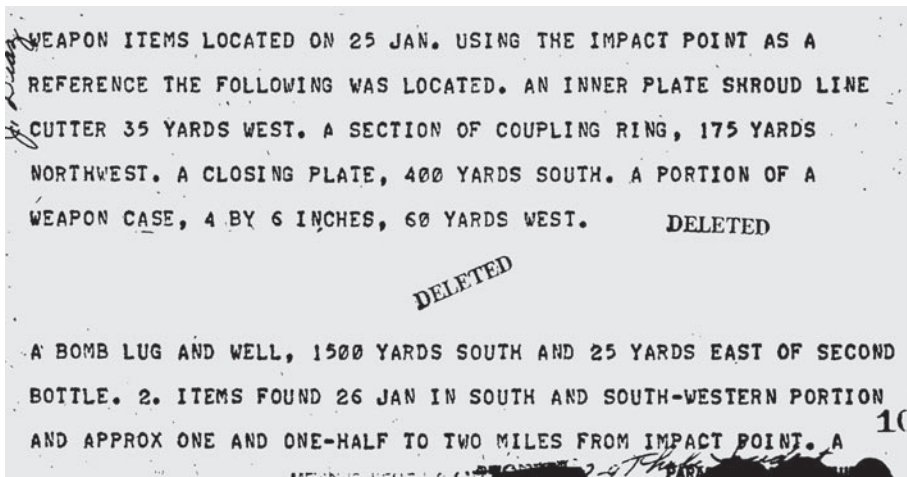 WEAPON ITEMS LOCATED ON 25 JAN. USING THE IMPACT POINT AS A
REFERENCE THE FOLLOWING WAS LOCATED. AN INNER PLATE SHROUD LINE
CUTTER 35 YARDS WEST. A SECTION OF COUPLING RING, 175 YARDS
NORTHWEST. A CLOSING PLATE, 400 YARDS SOUTH. A PORTION OF A
WEAPON CASE, 4 BY 6 INCHES, 60 YARDS WEST. DELETED
DELETED
A BOMB LUG AND WELL, 1500 YARDS SOUTH AND 25 YARDS EAST OF SECOND
BOTTLE. 2. ITEMS FOUND 26 JAN IN SOUTH AND SOUTH-WESTERN PORTION
10
AND APPROX ONE AND ONE-HALF TO TWO MILES FROM IMPACT POINT. A